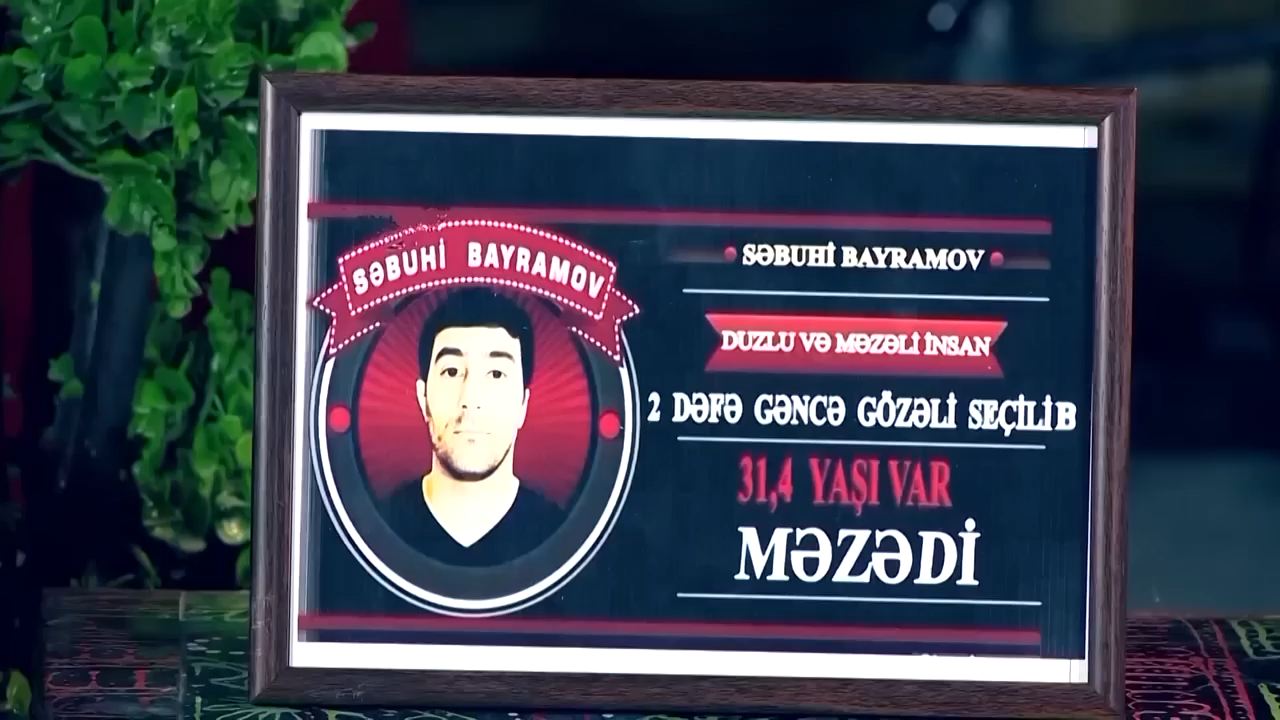 SƏBUHİ BAYRAMOV
SƏBUHİ BAYRAMOV
DUZLU VƏ MƏZƏLİ İNSAN
2 DƏFƏ GƏNCƏ GÖZƏLİ SEÇİLİB
31,4 YAŞI VAR
MƏZƏDİ